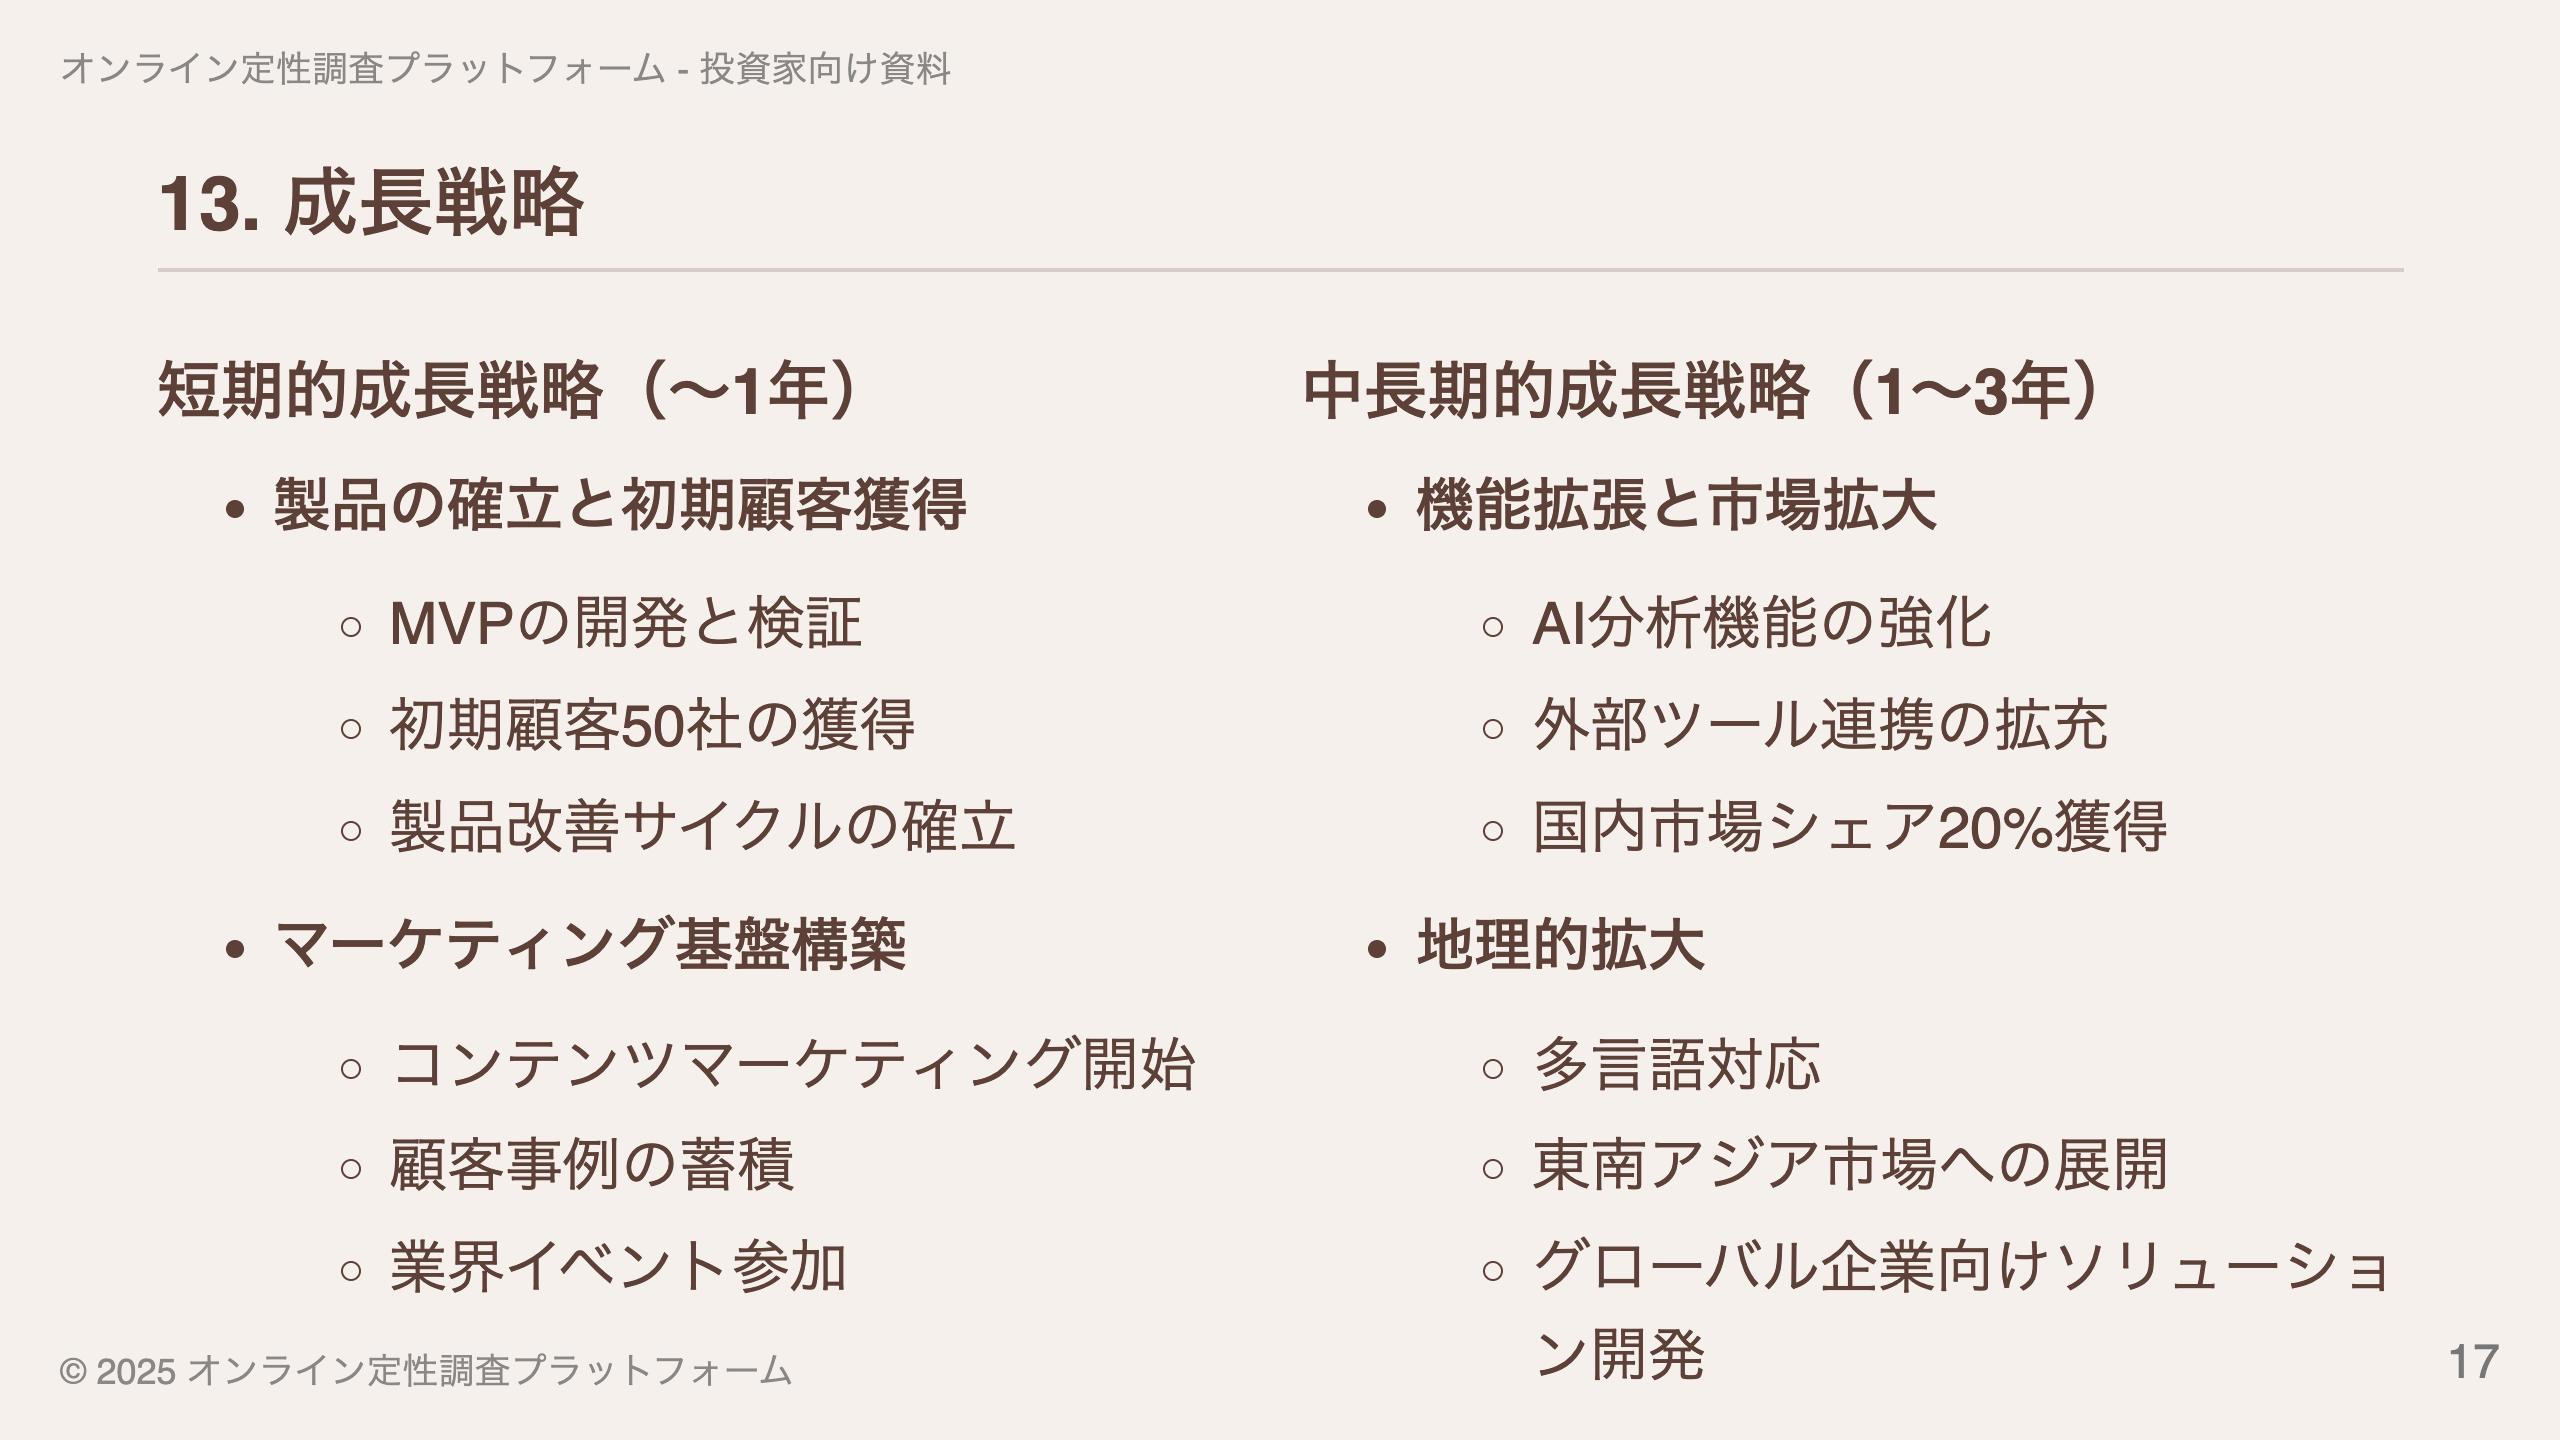 オンライン定性調査プラットフォーム - 投資家向け資料
13. 成長戦略
短期的成長戦略（〜1年）
• 製品の確立と初期顧客獲得
○ MVPの開発と検証
○ 初期顧客50社の獲得
○ 製品改善サイクルの確立
• マーケティング基盤構築
○ コンテンツマーケティング開始
○ 顧客事例の蓄積
○ 業界イベント参加
中長期的成長戦略（1〜3年）
• 機能拡張と市場拡大
○ AI分析機能の強化
○ 外部ツール連携の拡充
○ 国内市場シェア20%獲得
• 地理的拡大
○ 多言語対応
○ 東南アジア市場への展開
○ グローバル企業向けソリューショ
ン開発
© 2025 オンライン定性調査プラットフォーム
17